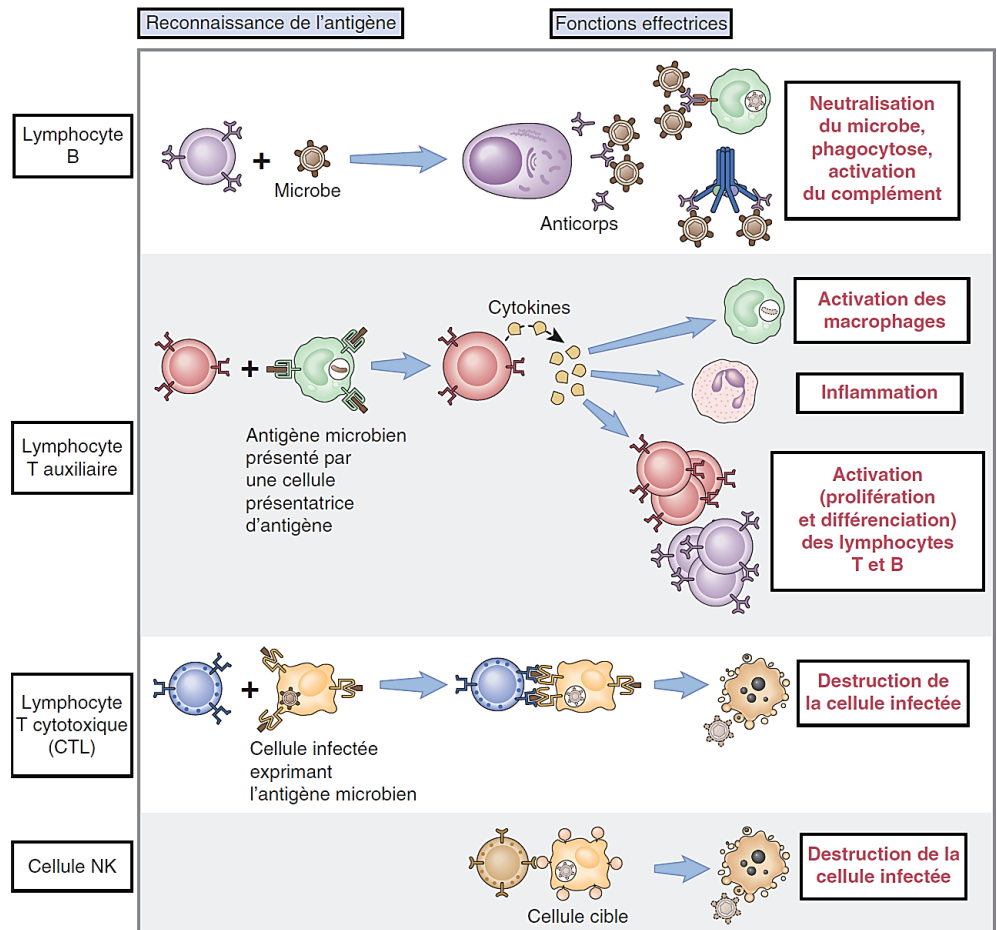 Reconnaissance de l'antigène
Fonctions effectrices
Lymphocyte
B
Microbe
Anticorps
Neutralisation
du microbe,
phagocytose,
activation
du complément
Lymphocyte
T auxiliaire
Antigène microbien
présenté par
une cellule
présentatrice
d'antigène
Cytokines
Activation des
macrophages
Inflammation
Activation
(prolifération
et différenciation)
des lymphocytes
T et B
Lymphocyte
T cytotoxique
(CTL)
Cellule infectée
exprimant
l'antigène microbien
Destruction de
la cellule infectée
Cellule NK
Cellule cible
Destruction de la
cellule infectée